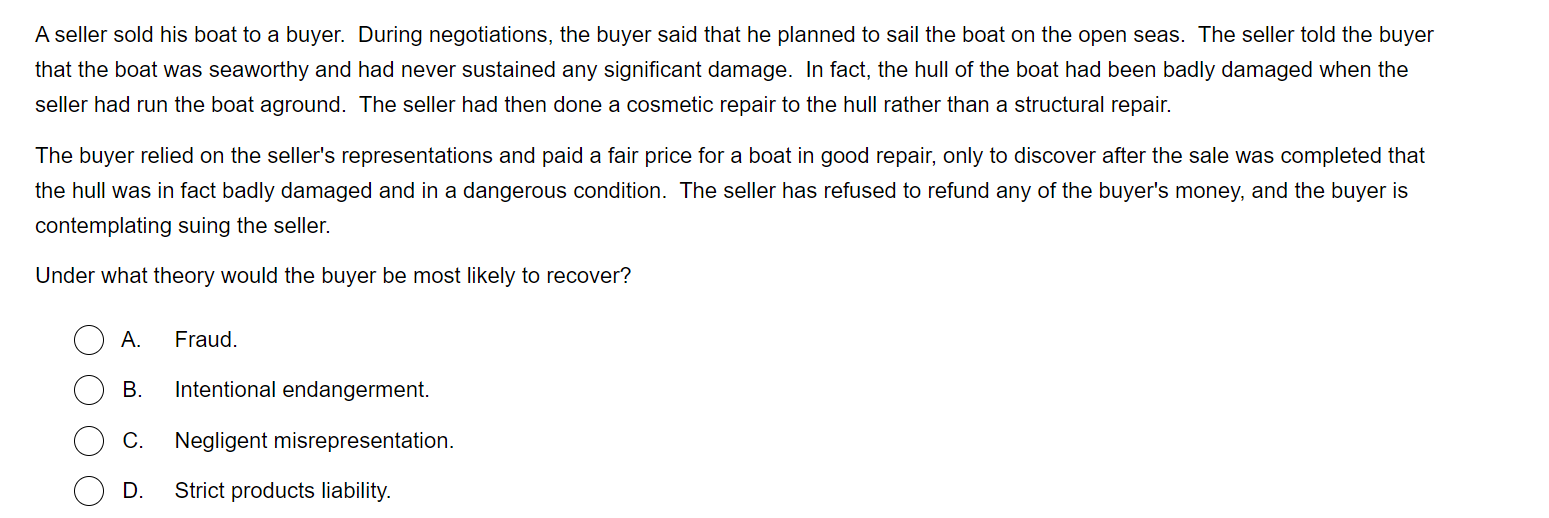 A seller sold his boat to a buyer.  During negotiations, the buyer said that he planned to sail the boat on the open seas.  The seller told the buyer
that the boat was seaworthy and had never sustained any significant damage.  In fact, the hull of the boat had been badly damaged when the
seller had run the boat aground.  The seller had then done a cosmetic repair to the hull rather than a structural repair.
The buyer relied on the seller's representations and paid a fair price for a boat in good repair, only to discover after the sale was completed that
the hull was in fact badly damaged and in a dangerous condition.  The seller has refused to refund any of the buyer's money, and the buyer is
contemplating suing the seller.
Under what theory would the buyer be most likely to recover?
A. Fraud.
B. Intentional endangerment.
C. Negligent misrepresentation.
D. Strict products liability.